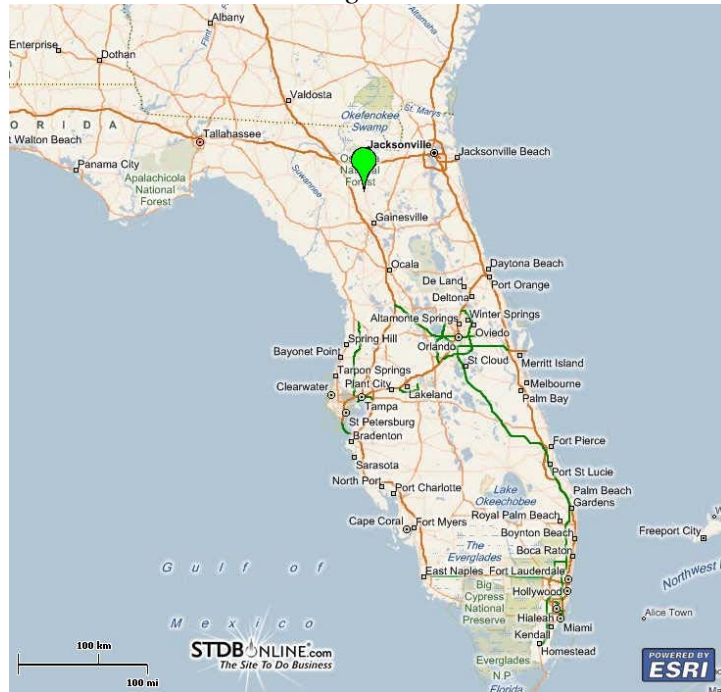 Albany
Flint
Altamaha
Enterprise
Dothan
Valdosta
Okefenokee
Swamp
St. Marys
O R I D A
t Walton Beach
Tallahassee
Jacksonville
Jacksonville Beach
Panama City
Apalachicola
National
Forest
Suwannee
Forest
Gainesville
Ocala
Daytona Beach
De Land
Port Orange
Deltona
Altamonte Springs
Winter Springs
Oviedo
Spring Hill
Orlando
Bayonet Point
St Cloud
Merritt Island
Tarpon Springs
Plant City
Melbourne
Clearwater
Lakeland
Palm Bay
Tampa
St Petersburg
Bradenton
Fort Pierce
Sarasota
Port St Lucie
North Port
Port Charlotte
Lake
Okeechobee
Palm Beach
Gardens
Royal Palm Beach
Cape Coral
Fort Myers
Boynton Beach
Freeport City
The
Everglades
Boca Raton
East Naples
Fort Lauderdale
Northwest
G u l f o f
Big
Cypress
National
Preserve
Hollywood
Hialeah
Alice Town
M e x i c o
Miami
Kendall
Homestead
Everglades
N.P
Florida
100 km
100 mi
STDBONLINE.com
The Site To Do Business
POWERED BY
ESRI